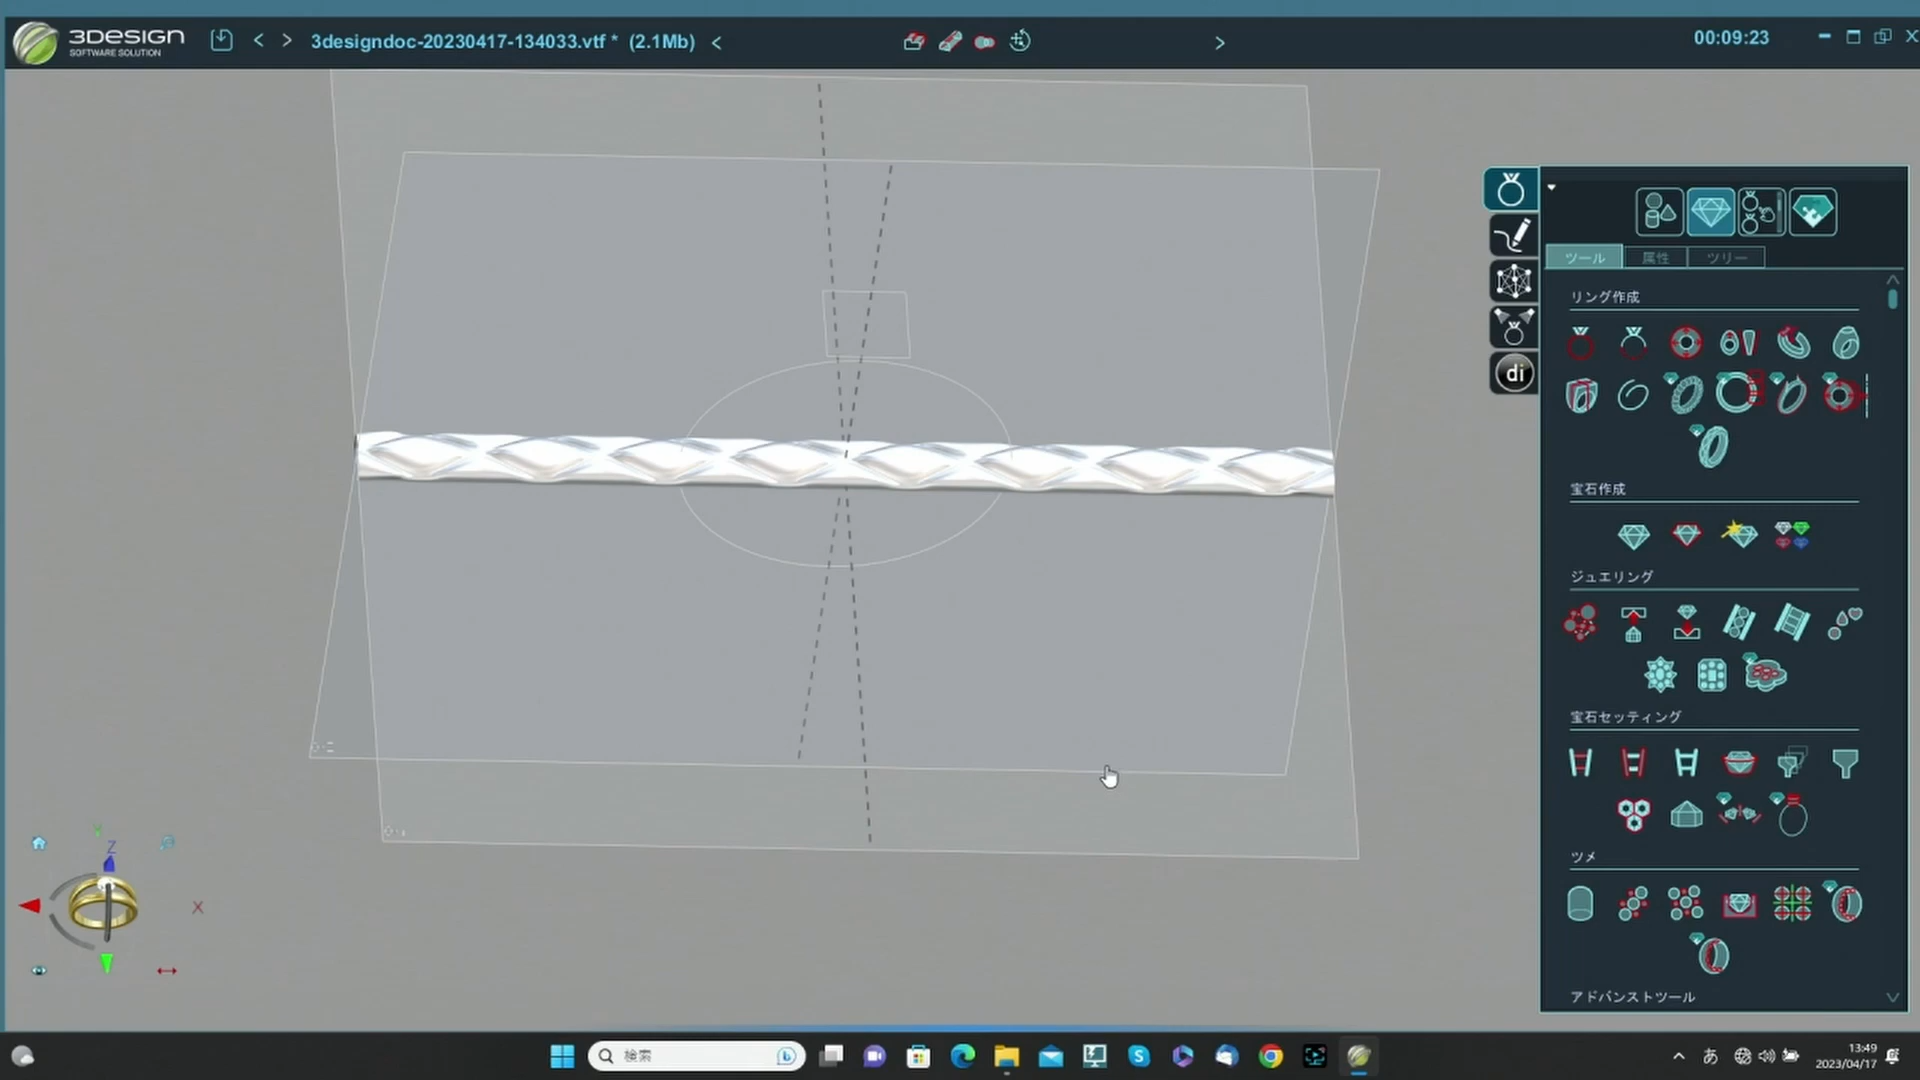 3DESIGN
SOFTWARE SOLUTION
3designdoc-20230417-134033.vtf * (2.1Mb)
00:09:23
di
ツール 属性 ツリー
リング作成
宝石作成
ジュエリング
宝石セッティング
ツメ
アドバンストツール
Y
Z
X
検索
あ
13:49
2023/04/17